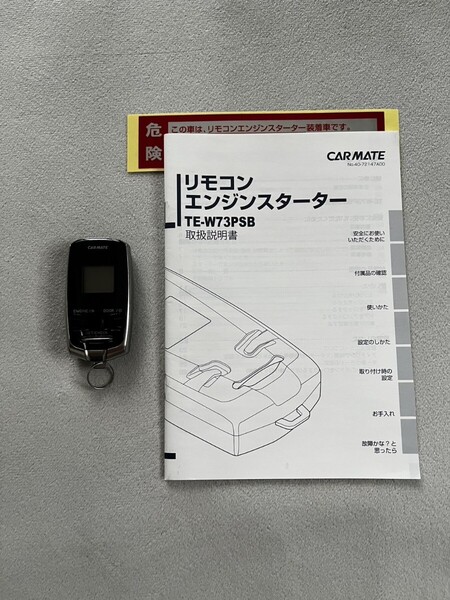 危険
この車は、リモコンエンジンスターター装着車です。
CARMATE
リモコン
エンジンスターター
TE-W73PSB
取扱説明書
安全にお使い
いただくために
付属品の確認
使いかた
設定のしかた
取り付け時の
設定
お手入れ
故障かな？と
思ったら
CARMATE